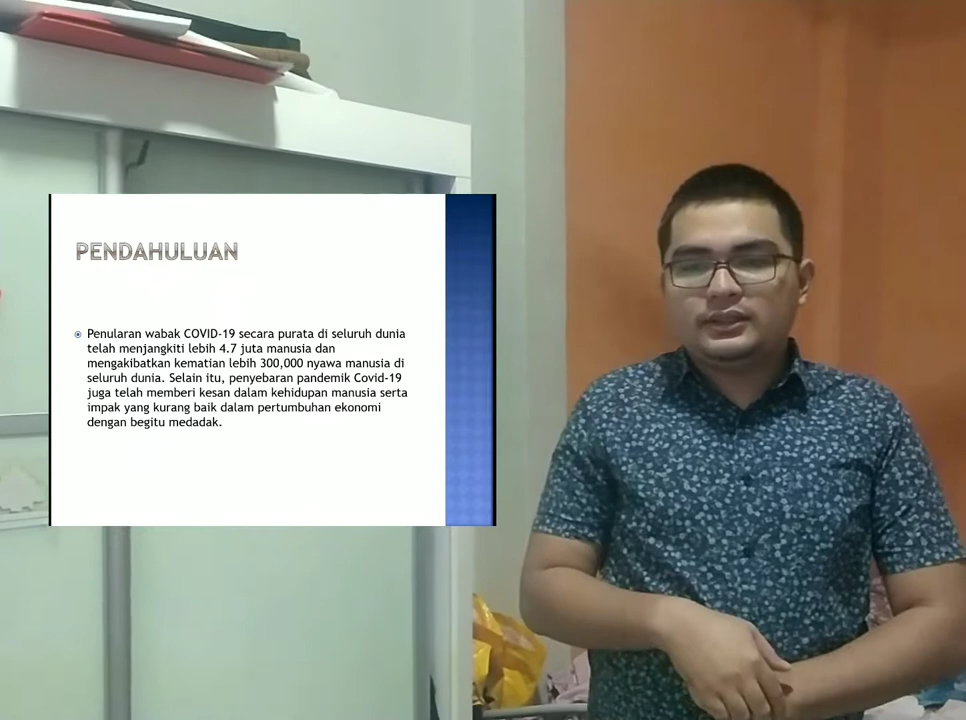 PENDAHULUAN
Penularan wabak COVID-19 secara purata di seluruh dunia
telah menjangkiti lebih 4.7 juta manusia dan
mengakibatkan kematian lebih 300,000 nyawa manusia di
seluruh dunia. Selain itu, penyebaran pandemik Covid-19
juga telah memberi kesan dalam kehidupan manusia serta
impak yang kurang baik dalam pertumbuhan ekonomi
dengan begitu medadak.